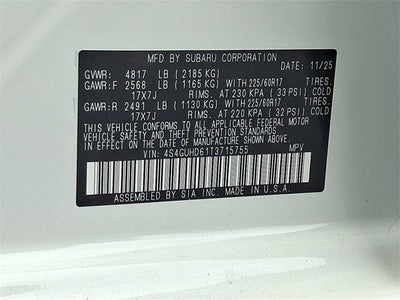 MFD BY SUBARU CORPORATION
DATE: 11/25
GVWR: 4817 LB (2185 KG)
GAWR:F 2568 LB (1165 KG) WITH 225/60R17 TIRES.
17X7J RIMS. AT 230 KPA (33 PSI) COLD
GAWR:R 2491 LB (1130 KG) WITH 225/60R17 TIRES.
17X7J RIMS. AT 220 KPA (32 PSI) COLD
THIS VEHICLE CONFORMS TO ALL APPLICABLE FEDERAL MOTOR
VEHICLE SAFETY
STANDARDS IN EFFECT ON THE DATE OF MANUFACTURE SHOWN ABOVE.
VIN: 4S4GUHD61T3715755 MPV
ASSEMBLED BY SIA INC. MADE IN U.S.A.